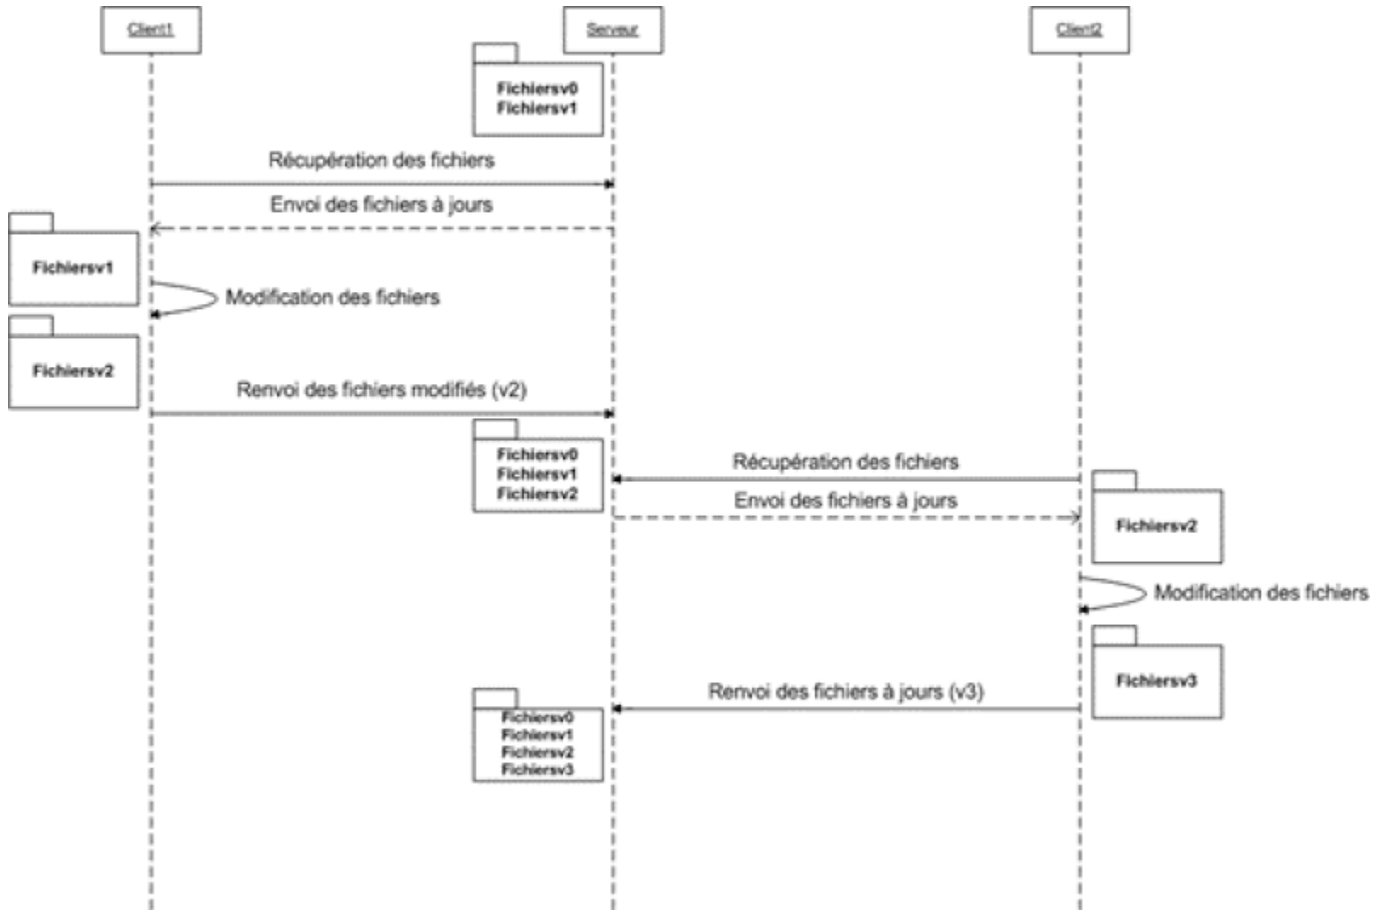 Client1
Serveur
Client2
Fichiersv0
Fichiersv1
Récupération des fichiers
Envoi des fichiers à jours
Fichiersv1
Modification des fichiers
Fichiersv2
Renvoi des fichiers modifiés (v2)
Fichiersv0
Fichiersv1
Fichiersv2
Récupération des fichiers
Envoi des fichiers à jours
Fichiersv2
Modification des fichiers
Fichiersv3
Renvoi des fichiers à jours (v3)
Fichiersv0
Fichiersv1
Fichiersv2
Fichiersv3